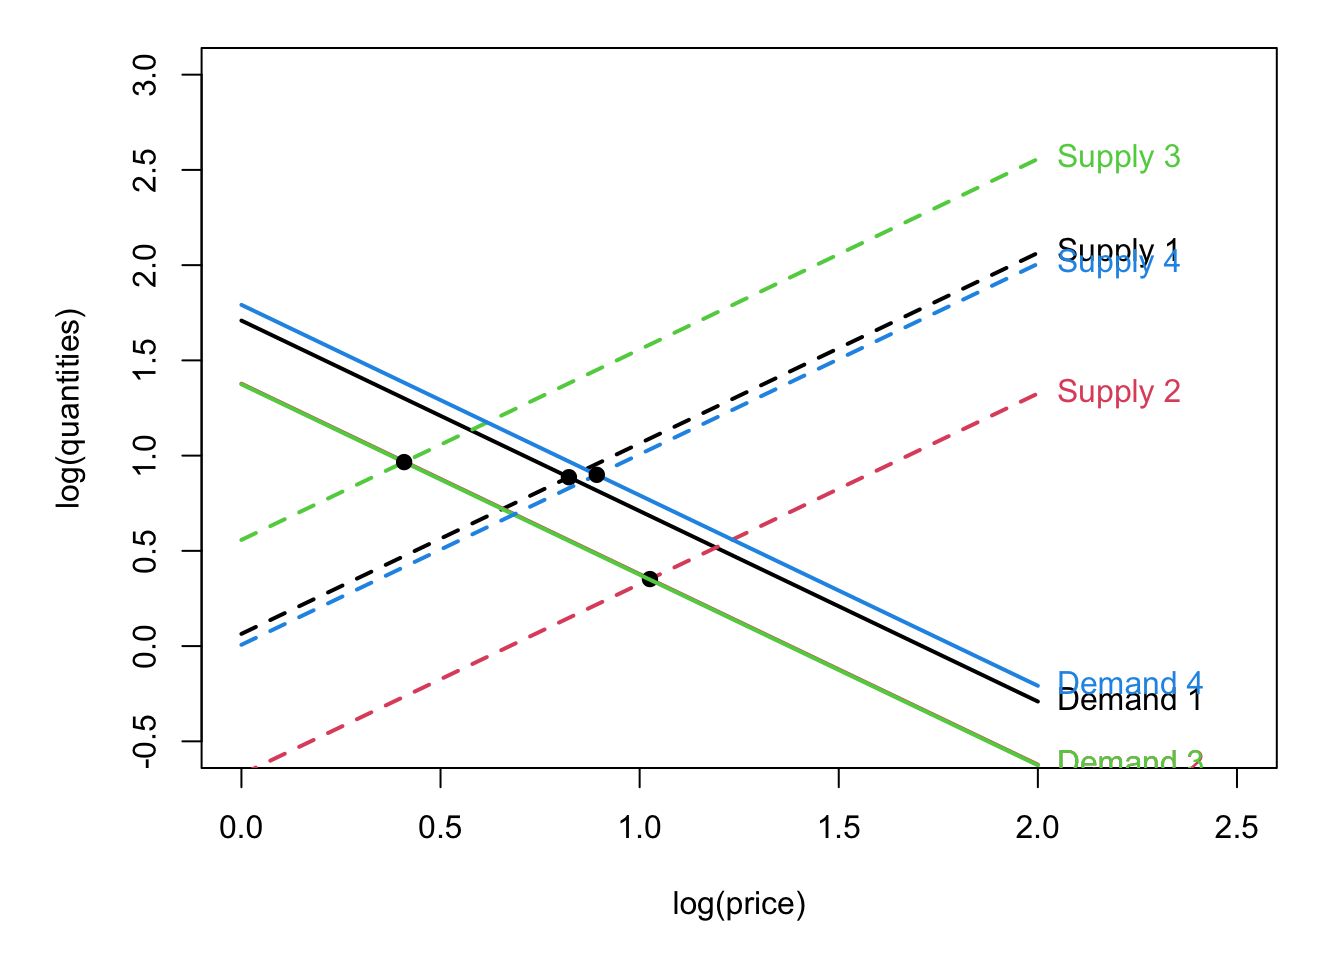 3.0
2.5
2.0
1.5
1.0
0.5
0.0
-0.5
log(quantities)
Supply 3
Supply 1
Supply 4
Supply 2
Demand 4
Demand 1
Demand 3
0.0 0.5 1.0 1.5 2.0 2.5
log(price)